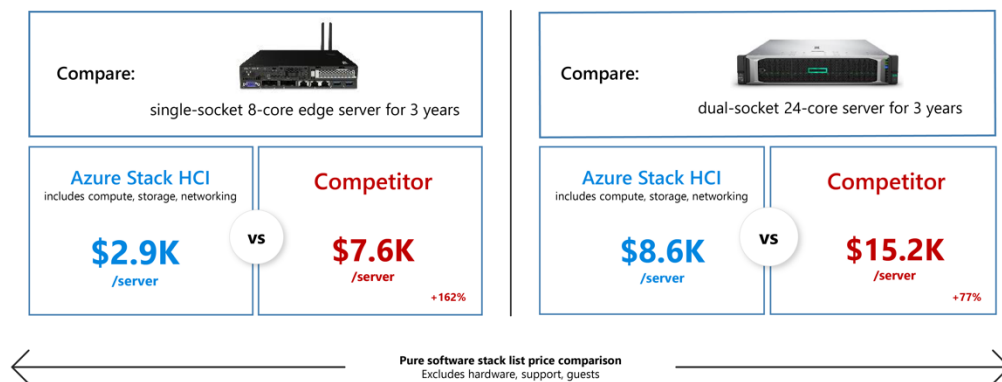 Compare:
single-socket 8-core edge server for 3 years
Azure Stack HCI
includes compute, storage, networking
$2.9K
/server
vs
Competitor
$7.6K
/server
+162%
Compare:
dual-socket 24-core server for 3 years
Azure Stack HCI
includes compute, storage, networking
$8.6K
/server
vs
Competitor
$15.2K
/server
+77%
Pure software stack list price comparison
Excludes hardware, support, guests